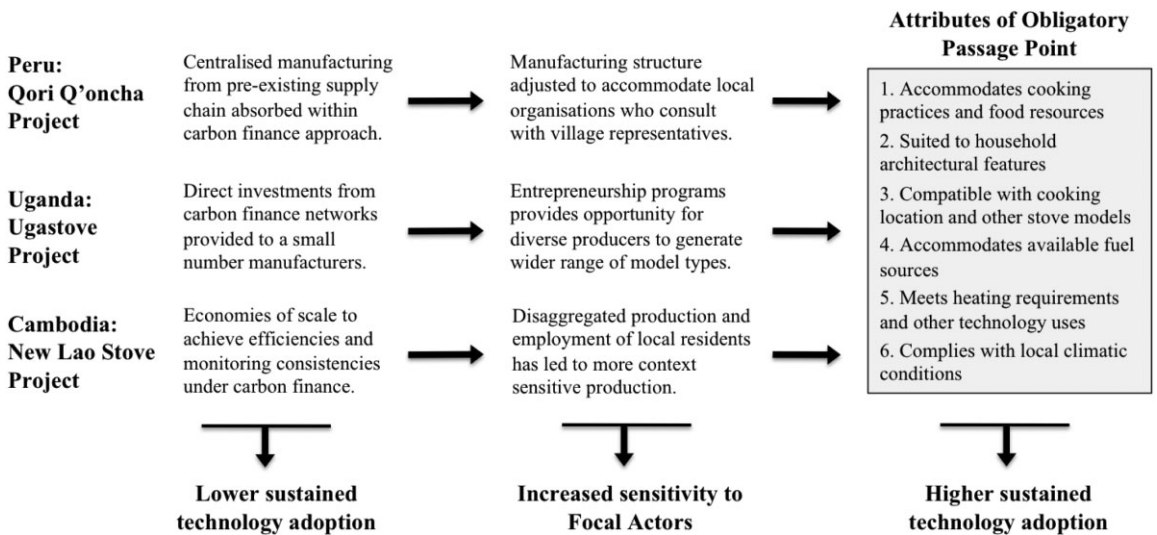 Attributes of Obligatory
Passage Point
Peru:
Qori Q'oncha
Project
Centralised manufacturing
from pre-existing supply
chain absorbed within
carbon finance approach.
Manufacturing structure
adjusted to accommodate local
organisations who consult
with village representatives.
Uganda:
Ugastove
Project
Direct investments from
carbon finance networks
provided to a small
number manufacturers.
Entrepreneurship programs
provides opportunity for
diverse producers to generate
wider range of model types.
Cambodia:
New Lao Stove
Project
Economies of scale to
achieve efficiencies and
monitoring consistencies
under carbon finance.
Disaggregated production and
employment of local residents
has led to more context
sensitive production.
1. Accommodates cooking
practices and food resources
2. Suited to household
architectural features
3. Compatible with cooking
location and other stove models
4. Accommodates available fuel
sources
5. Meets heating requirements
and other technology uses
6. Complies with local climatic
conditions
Lower sustained
technology adoption
Increased sensitivity to
Focal Actors
Higher sustained
technology adoption